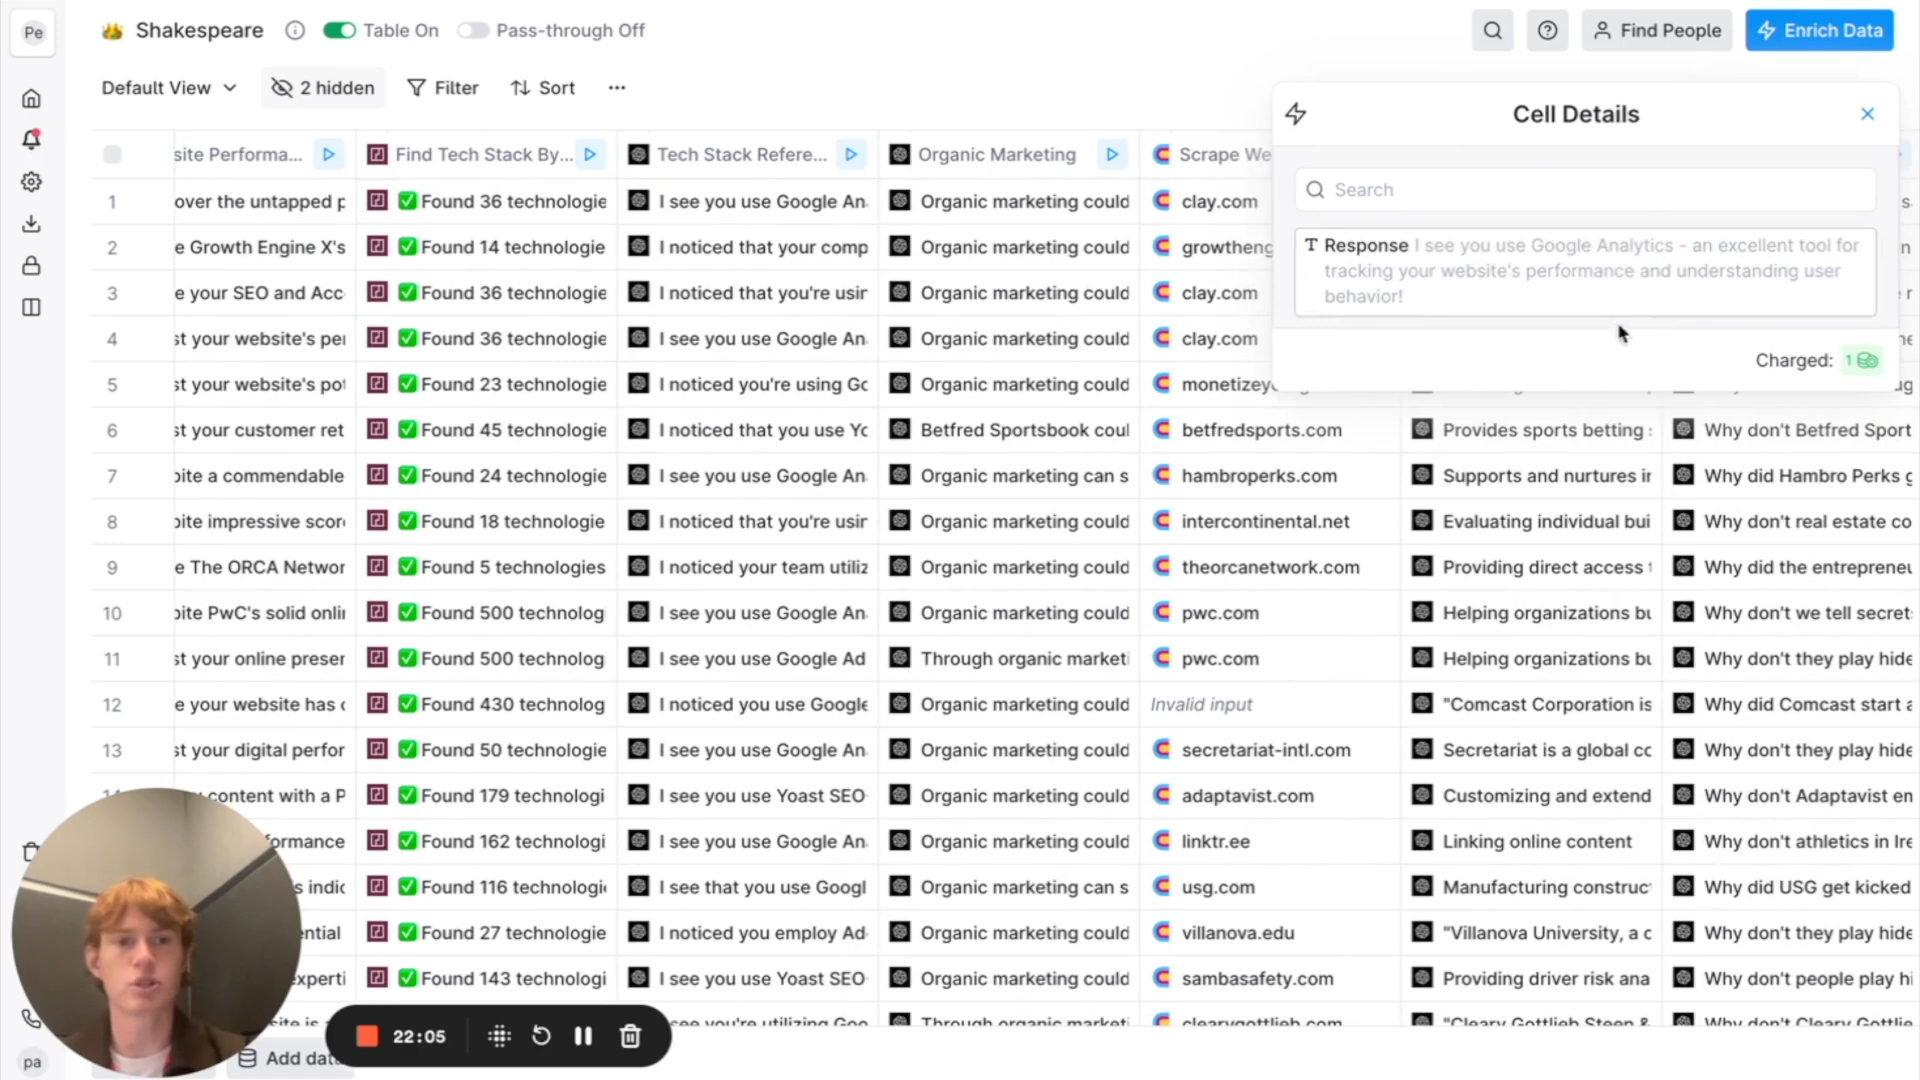 Pe
Shakespeare
Table On
Pass-through Off
Find People
Enrich Data
Default View
2 hidden
Filter
Sort
Cell Details
Search
Response I see you use Google Analytics - an excellent tool for
tracking your website's performance and understanding user
behavior!
Charged: 1
site Performa... Find Tech Stack By... Tech Stack Refere... Organic Marketing Scrape We
1 over the untapped p Found 36 technologie I see you use Google An Organic marketing could clay.com
2 e Growth Engine X's Found 14 technologie I noticed that your comp Organic marketing could growtheng
3 e your SEO and Acc Found 36 technologie I noticed that you're usin Organic marketing could clay.com
4 st your website's per Found 36 technologie I see you use Google An Organic marketing could clay.com
5 st your website's pot Found 23 technologie I noticed you're using Go Organic marketing could monetizey
6 st your customer ret Found 45 technologie I noticed that you use Yo Betfred Sportsbook coul betfredsports.com Provides sports betting Why don't Betfred Sport
7 pite a commendable Found 24 technologie I see you use Google An Organic marketing can s hambroperks.com Supports and nurtures in Why did Hambro Perks g
8 pite impressive score Found 18 technologie I noticed that you're usin Organic marketing could intercontinental.net Evaluating individual bui Why don't real estate co
9 e The ORCA Networ Found 5 technologies I noticed your team utiliz Organic marketing could theorcanetwork.com Providing direct access t Why did the entrepreneu
10 pite PwC's solid onlin Found 500 technolog I see you use Google An Organic marketing could pwc.com Helping organizations bu Why don't we tell secrets
11 st your online presen Found 500 technolog I see you use Google Ad Through organic marketi pwc.com Helping organizations bu Why don't they play hide
12 e your website has c Found 430 technolog I noticed you use Google Organic marketing could Invalid input "Comcast Corporation is Why did Comcast start a
13 st your digital perfor Found 50 technologie I see you use Google An Organic marketing could secretariat-intl.com Secretariat is a global co Why don't they play hide
14 content with a P Found 179 technologi I see you use Yoast SEO Organic marketing could adaptavist.com Customizing and extend Why don't Adaptavist en
ormance Found 162 technologi I see you use Google An Organic marketing could linktr.ee Linking online content Why don't athletics in Ire
s indic Found 116 technologie I see that you use Googl Organic marketing can s usg.com Manufacturing construc Why did USG get kicked
ential Found 27 technologie I noticed you employ Ad Organic marketing could villanova.edu "Villanova University, a c Why don't they play hide
experti Found 143 technologi I see you use Yoast SEO Organic marketing could sambasafety.com Providing driver risk ana Why don't people play hi
site is see you're utilizing Goo Through organic marketi clearygottlieb.com "Cleary Gottlieb Steen & Why don't Cleary Gottlie
22:05
pa
Add data